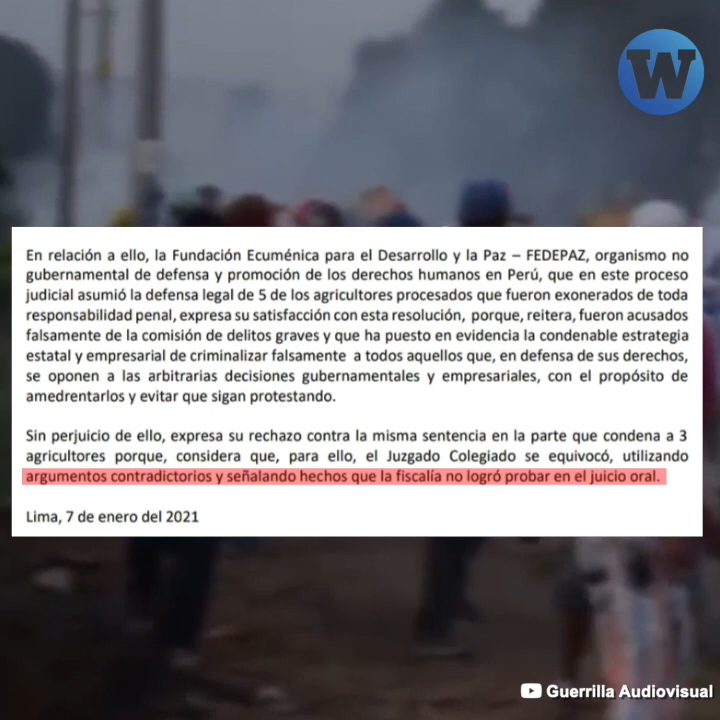 W
En relación a ello, la Fundación Ecuménica para el Desarrollo y la Paz – FEDEPAZ, organismo no
gubernamental de defensa y promoción de los derechos humanos en Perú, que en este proceso
judicial asumió la defensa legal de 5 de los agricultores procesados que fueron exonerados de toda
responsabilidad penal, expresa su satisfacción con esta resolución, porque, reitera, fueron acusados
falsamente de la comisión de delitos graves y que ha puesto en evidencia la condenable estrategia
estatal y empresarial de criminalizar falsamente a todos aquellos que, en defensa de sus derechos,
se oponen a las arbitrarias decisiones gubernamentales y empresariales, con el propósito de
amedrentarlos y evitar que sigan protestando.
Sin perjuicio de ello, expresa su rechazo contra la misma sentencia en la parte que condena a 3
agricultores porque, considera que, para ello, el Juzgado Colegiado se equivocó, utilizando
argumentos contradictorios y señalando hechos que la fiscalía no logró probar en el juicio oral.
Lima, 7 de enero del 2021
Guerrilla Audiovisual